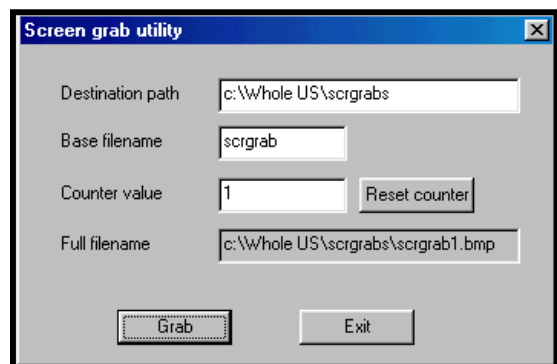 Screen grab utility
Destination path c:\Whole US\scrgrabs
Base filename scrgrab
Counter value 1 Reset counter
Full filename c:\Whole US\scrgrabs\scrgrab1.bmp
Grab Exit